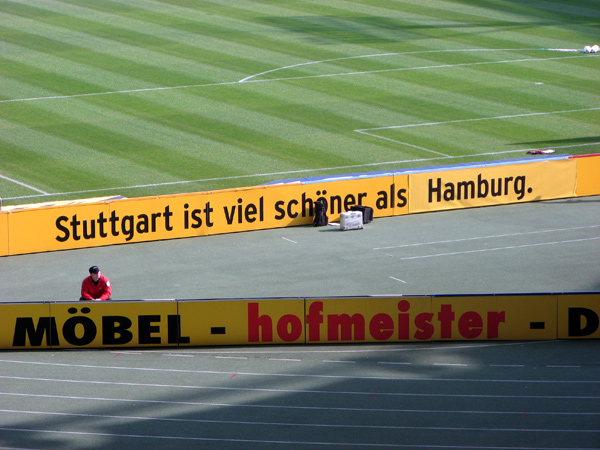 Stuttgart ist viel schöner als Hamburg.
MÖBEL - hofmeister - D